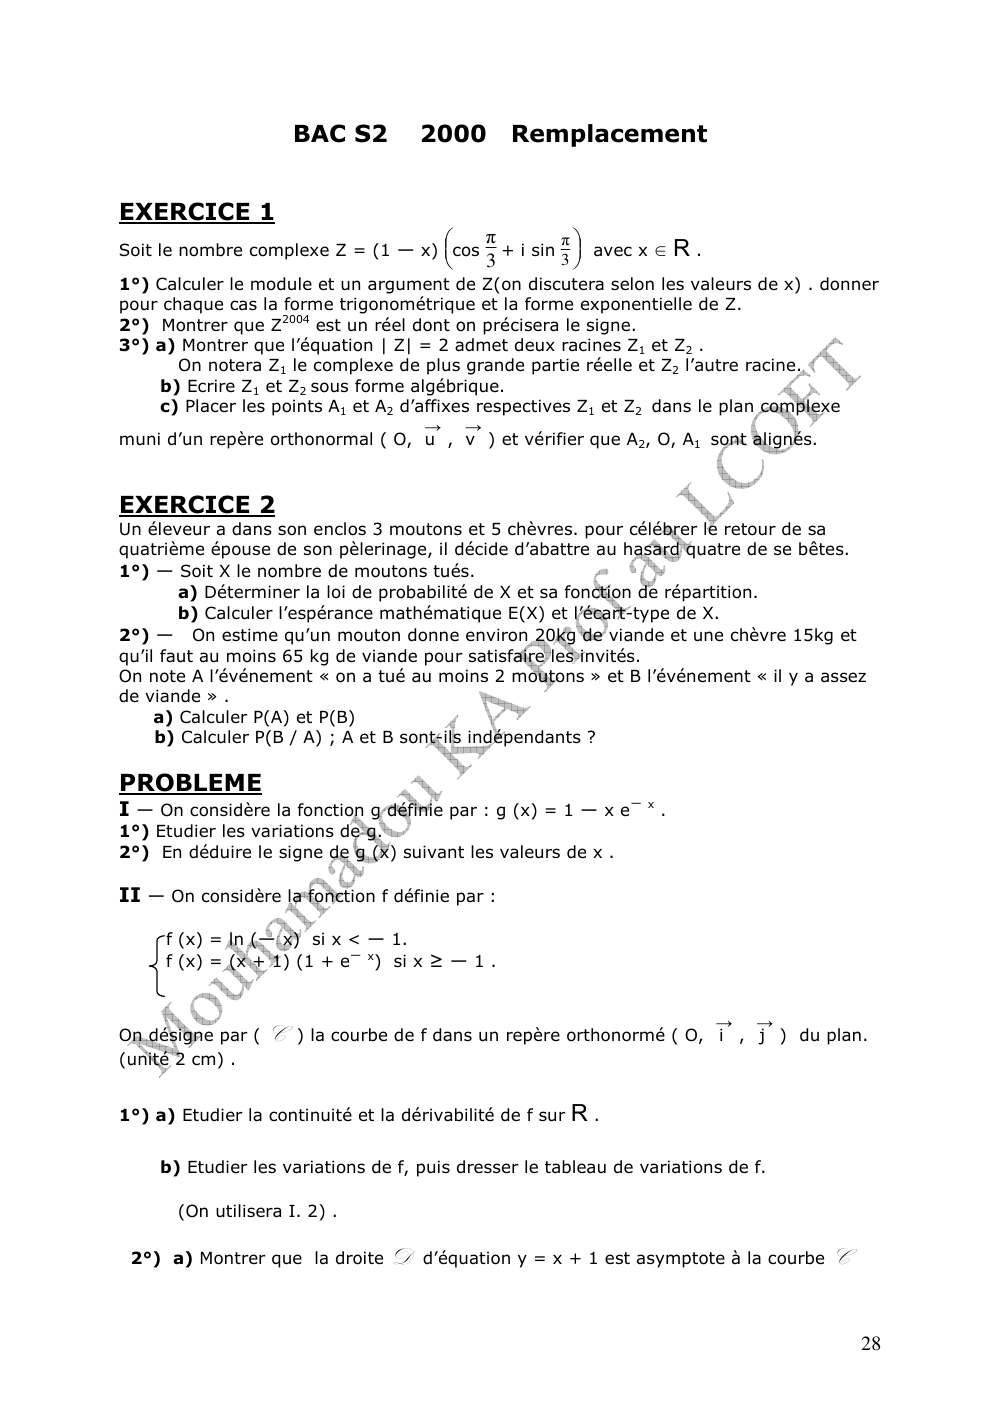 BAC S2 2000 Remplacement
EXERCICE 1
Soit le nombre complexe Z = (1 — x) (cos π/3 + i sin π/3) avec x ∈ R .
1°) Calculer le module et un argument de Z(on discutera selon les valeurs de x) . donner
pour chaque cas la forme trigonométrique et la forme exponentielle de Z.
2°) Montrer que Z²⁰⁰⁴ est un réel dont on précisera le signe.
3°) a) Montrer que l’équation | Z| = 2 admet deux racines Z₁ et Z₂ .
On notera Z₁ le complexe de plus grande partie réelle et Z₂ l’autre racine.
b) Ecrire Z₁ et Z₂ sous forme algébrique.
c) Placer les points A₁ et A₂ d’affixes respectives Z₁ et Z₂ dans le plan complexe
muni d’un repère orthonormal ( O, u⃗ , v⃗ ) et vérifier que A₂, O, A₁ sont alignés.
EXERCICE 2
Un éleveur a dans son enclos 3 moutons et 5 chèvres. pour célébrer le retour de sa
quatrième épouse de son pèlerinage, il décide d’abattre au hasard quatre de se bêtes.
1°) — Soit X le nombre de moutons tués.
a) Déterminer la loi de probabilité de X et sa fonction de répartition.
b) Calculer l’espérance mathématique E(X) et l’écart-type de X.
2°) — On estime qu’un mouton donne environ 20kg de viande et une chèvre 15kg et
qu’il faut au moins 65 kg de viande pour satisfaire les invités.
On note A l’événement « on a tué au moins 2 moutons » et B l’événement « il y a assez
de viande » .
a) Calculer P(A) et P(B)
b) Calculer P(B / A) ; A et B sont-ils indépendants ?
PROBLEME
I — On considère la fonction g définie par : g (x) = 1 — x e⁻ ˣ .
1°) Etudier les variations de g.
2°) En déduire le signe de g (x) suivant les valeurs de x .
II — On considère la fonction f définie par :
f (x) = ln (— x) si x < — 1.
f (x) = (x + 1) (1 + e⁻ ˣ) si x ≥ — 1 .
On désigne par ( 𝒞 ) la courbe de f dans un repère orthonormé ( O, i⃗ , j⃗ ) du plan.
(unité 2 cm) .
1°) a) Etudier la continuité et la dérivabilité de f sur R .
b) Etudier les variations de f, puis dresser le tableau de variations de f.
(On utilisera I. 2) .
2°) a) Montrer que la droite 𝒟 d’équation y = x + 1 est asymptote à la courbe 𝒞
28
Mouhamadou KA Prof au LCOFT